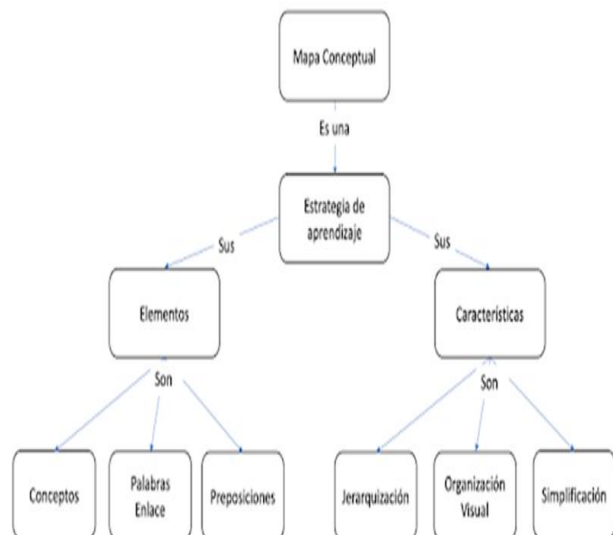 Mapa Conceptual
Es una
Estrategia de
aprendizaje
Sus
Sus
Elementos
Características
Son
Son
Conceptos
Palabras
Enlace
Preposiciones
Jerarquización
Organización
Visual
Simplificación